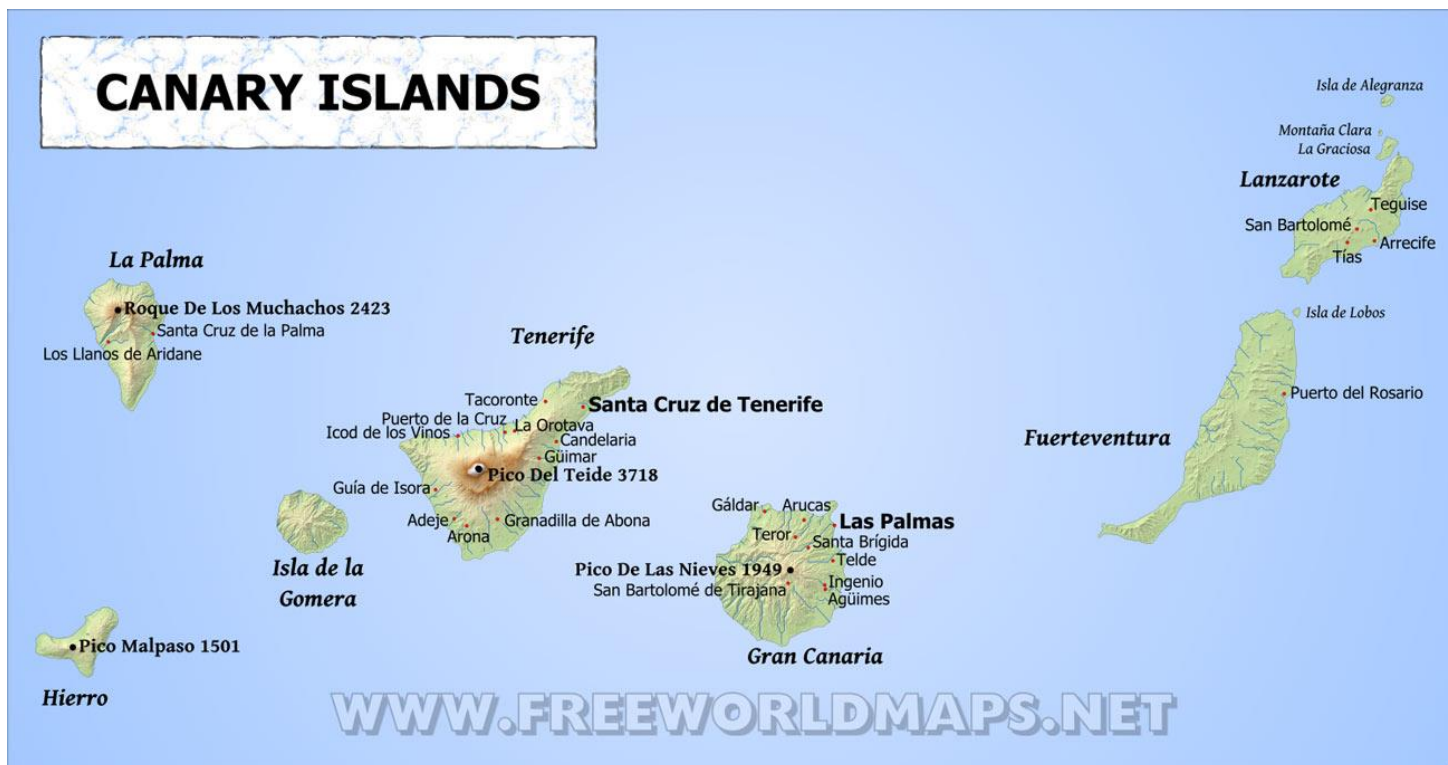 CANARY ISLANDS
Isla de Alegranza
Montaña Clara
La Graciosa
Lanzarote
Teguise
San Bartolomé
Arrecife
Tías
La Palma
Roque De Los Muchachos 2423
Santa Cruz de la Palma
Los Llanos de Aridane
Isla de Lobos
Tenerife
Puerto del Rosario
Tacoronte
Santa Cruz de Tenerife
Puerto de la Cruz
La Orotava
Icod de los Vinos
Candelaria
Fuerteventura
Güimar
Pico Del Teide 3718
Guía de Isora
Gáldar
Arucas
Adeje
Granadilla de Abona
Las Palmas
Arona
Teror
Santa Brígida
Telde
Isla de la
Gomera
Pico De Las Nieves 1949
Ingenio
San Bartolomé de Tirajana
Agüimes
Pico Malpaso 1501
Gran Canaria
Hierro
WWW.FREEWORLDMAPS.NET